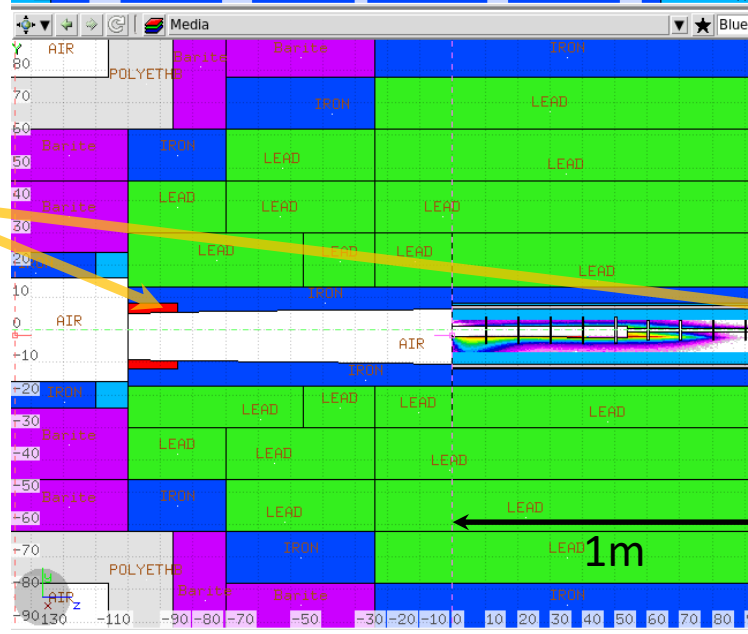 Media
Blue
Y
AIR
Barite
Barite
IRON
80
POLYETH
70
IRON
LEAD
60
Barite
IRON
50
LEAD
LEAD
40
LEAD
Barite
LEAD
LEAD
30
LEAD
LEAD
LEAD
20
LEAD
10
IRON
0
AIR
AIR
-10
IRON
-20
IRON
LEAD
LEAD
LEAD
LEAD
-30
Barite
LEAD
LEAD
-40
LEAD
-50
Barite
IRON
LEAD
LEAD
-60
-70
IRON
LEAD
1m
POLYETH
-80
AIR
Barite
Barite
IRON
x
z
-90
130
-110
-90
-80
-70
-50
-30
-20
-10
0
10
20
30
40
50
60
70
80